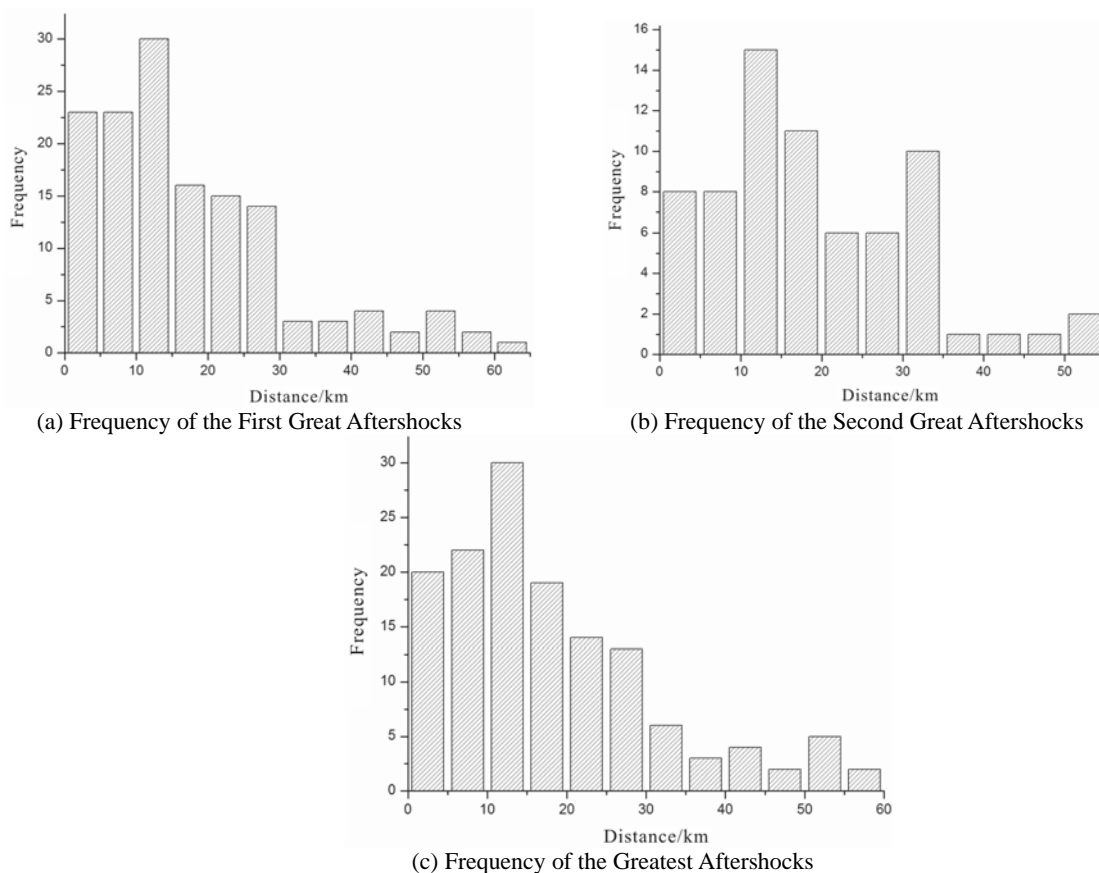 30
25
20
15
10
5
0
Frequency
0 10 20 30 40 50 60
Distance/km
(a) Frequency of the First Great Aftershocks
16
14
12
10
8
6
4
2
0
Frequency
0 10 20 30 40 50
Distance/km
(b) Frequency of the Second Great Aftershocks
30
25
20
15
10
5
0
Frequency
0 10 20 30 40 50 60
Distance/km
(c) Frequency of the Greatest Aftershocks